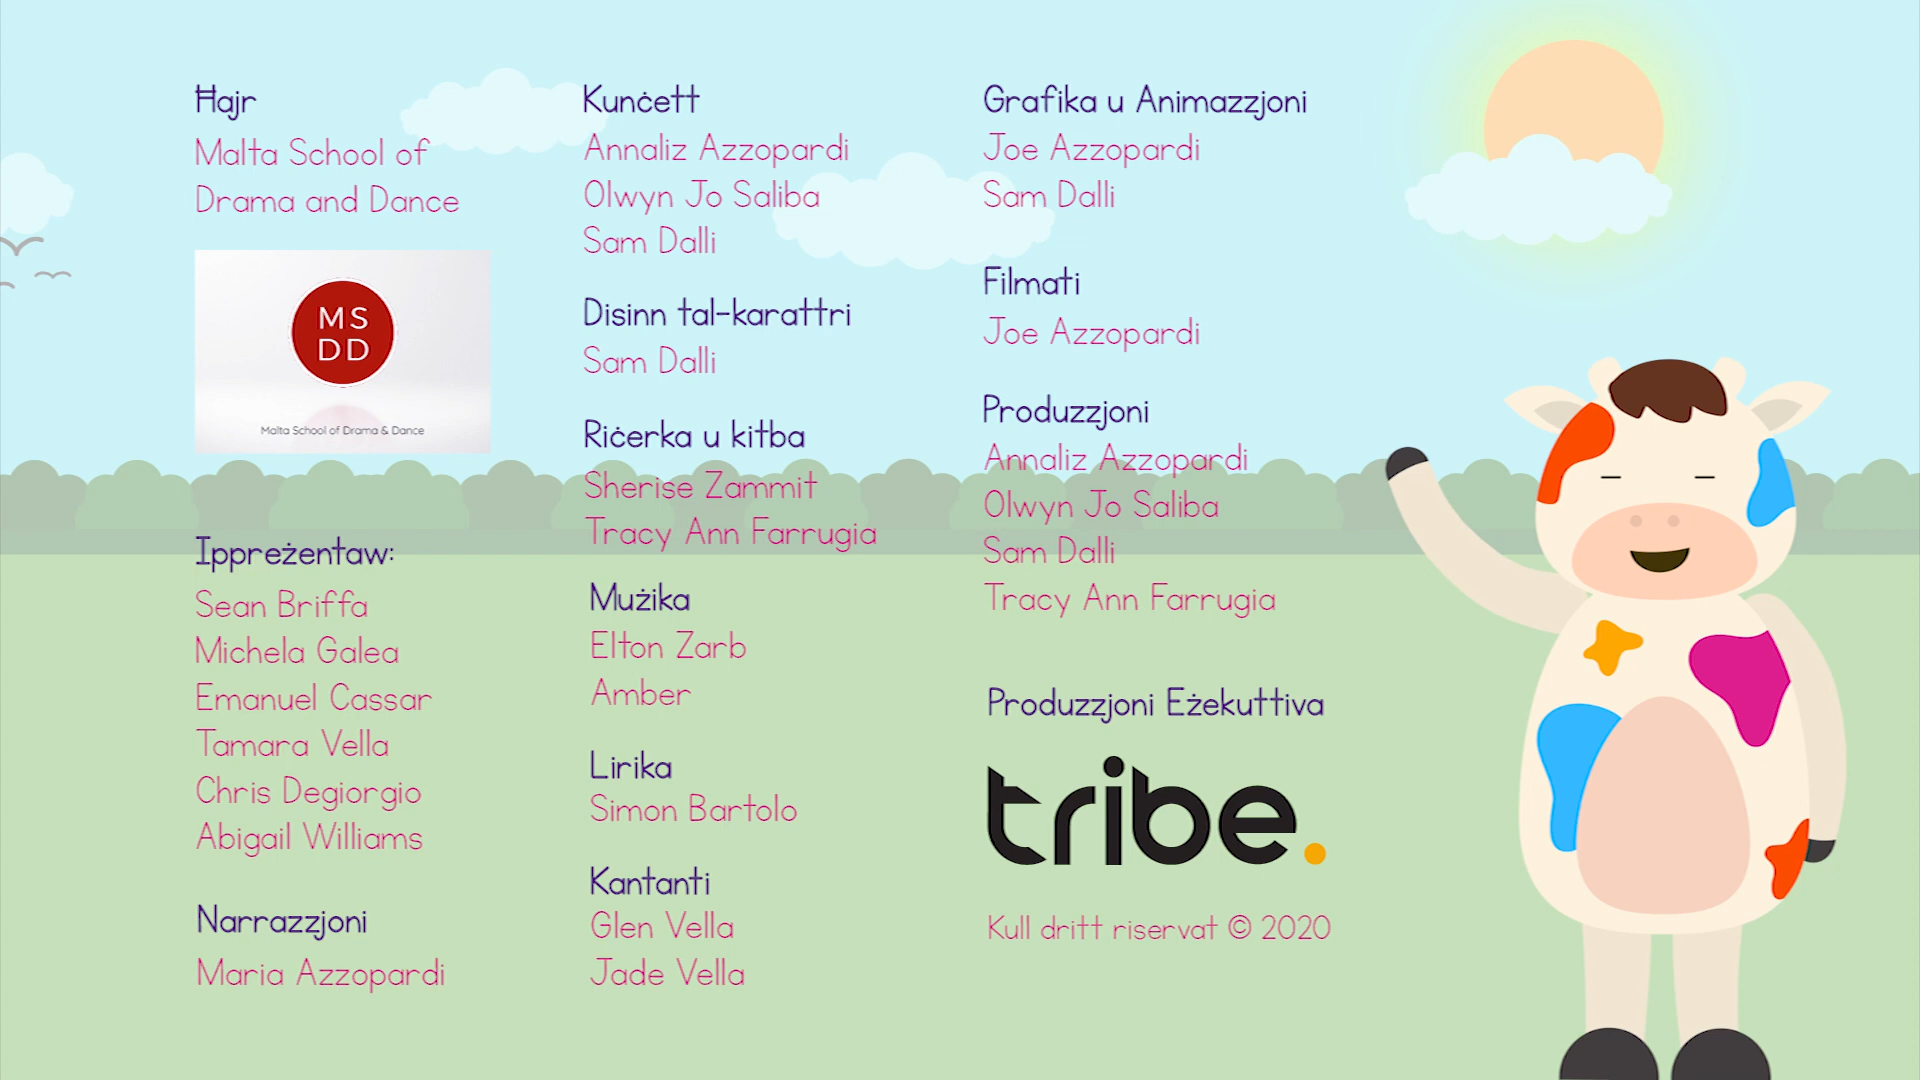 Ħajr
Malta School of
Drama and Dance
MS
DD
Malta School of Drama & Dance
Ippreżentaw:
Sean Briffa
Michela Galea
Emanuel Cassar
Tamara Vella
Chris Degiorgio
Abigail Williams
Narrazzjoni
Maria Azzopardi
Kunċett
Annaliz Azzopardi
Olwyn Jo Saliba
Sam Dalli
Disinn tal-karattri
Sam Dalli
Riċerka u kitba
Sherise Zammit
Tracy Ann Farrugia
Mużika
Elton Zarb
Amber
Lirika
Simon Bartolo
Kantanti
Glen Vella
Jade Vella
Grafika u Animazzjoni
Joe Azzopardi
Sam Dalli
Filmati
Joe Azzopardi
Produzzjoni
Annaliz Azzopardi
Olwyn Jo Saliba
Sam Dalli
Tracy Ann Farrugia
Produzzjoni Eżekuttiva
tribe.
Kull dritt riservat © 2020